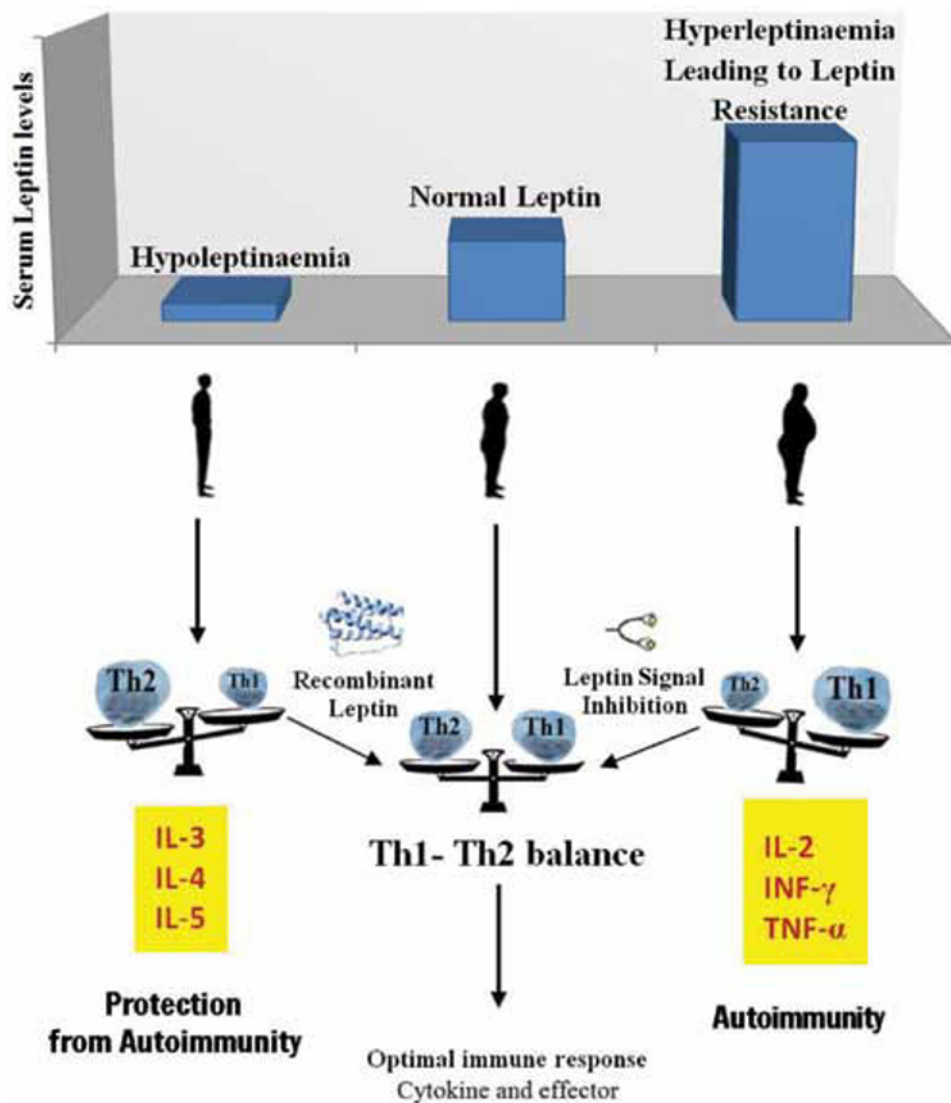 Serum Leptin levels
Hypoleptinaemia
Normal Leptin
Hyperleptinaemia
Leading to Leptin
Resistance
Th2
Th1
Recombinant
Leptin
Th2
Th1
Leptin Signal
Inhibition
Th2
Th1
IL-3
IL-4
IL-5
Protection
from Autoimmunity
Th1- Th2 balance
Optimal immune response
Cytokine and effector
IL-2
INF-γ
TNF-α
Autoimmunity